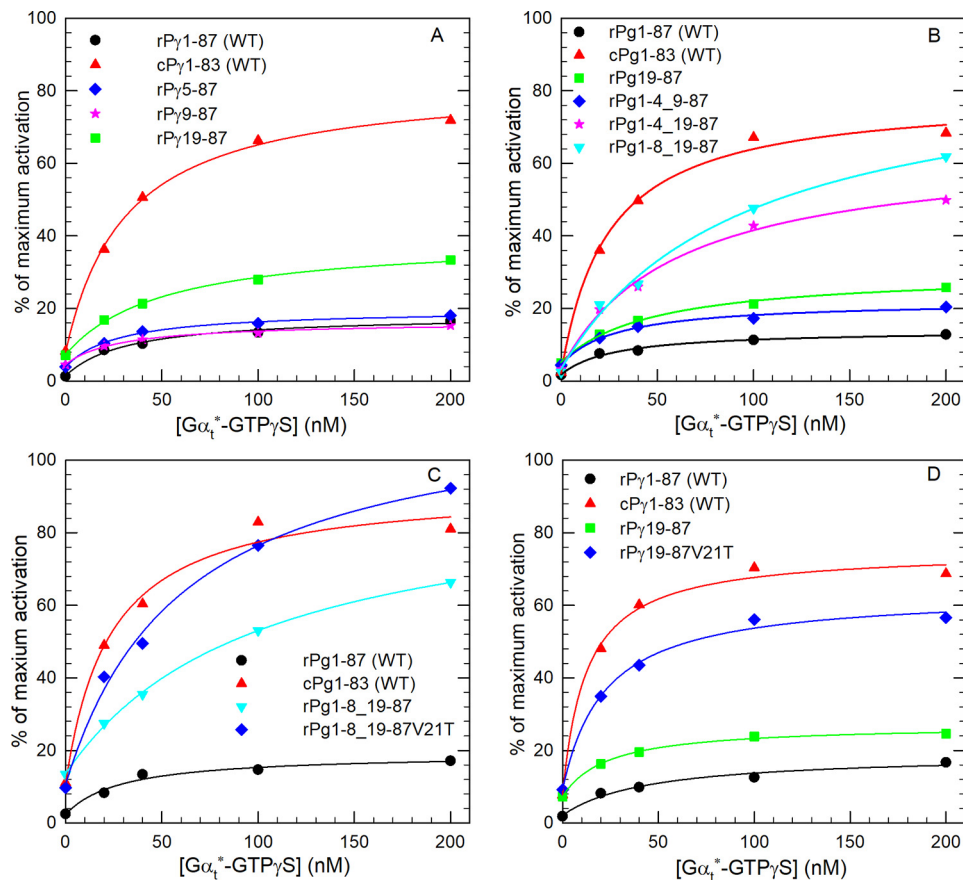 A
% of maximum activation
100
80
60
40
20
0
rPγ1-87 (WT)
cPγ1-83 (WT)
rPγ5-87
rPγ9-87
rPγ19-87
0 50 100 150 200
[Gαt*-GTPγS] (nM)
B
% of maximum activation
100
80
60
40
20
0
rPg1-87 (WT)
cPg1-83 (WT)
rPg19-87
rPg1-4_9-87
rPg1-4_19-87
rPg1-8_19-87
0 50 100 150 200
[Gαt*-GTPγS] (nM)
C
% of maxium activation
100
80
60
40
20
0
rPg1-87 (WT)
cPg1-83 (WT)
rPg1-8_19-87
rPg1-8_19-87V21T
0 50 100 150 200
[Gαt*-GTPγS] (nM)
D
% of maximum activation
100
80
60
40
20
0
rPγ1-87 (WT)
cPγ1-83 (WT)
rPγ19-87
rPγ19-87V21T
0 50 100 150 200
[Gαt*-GTPγS] (nM)